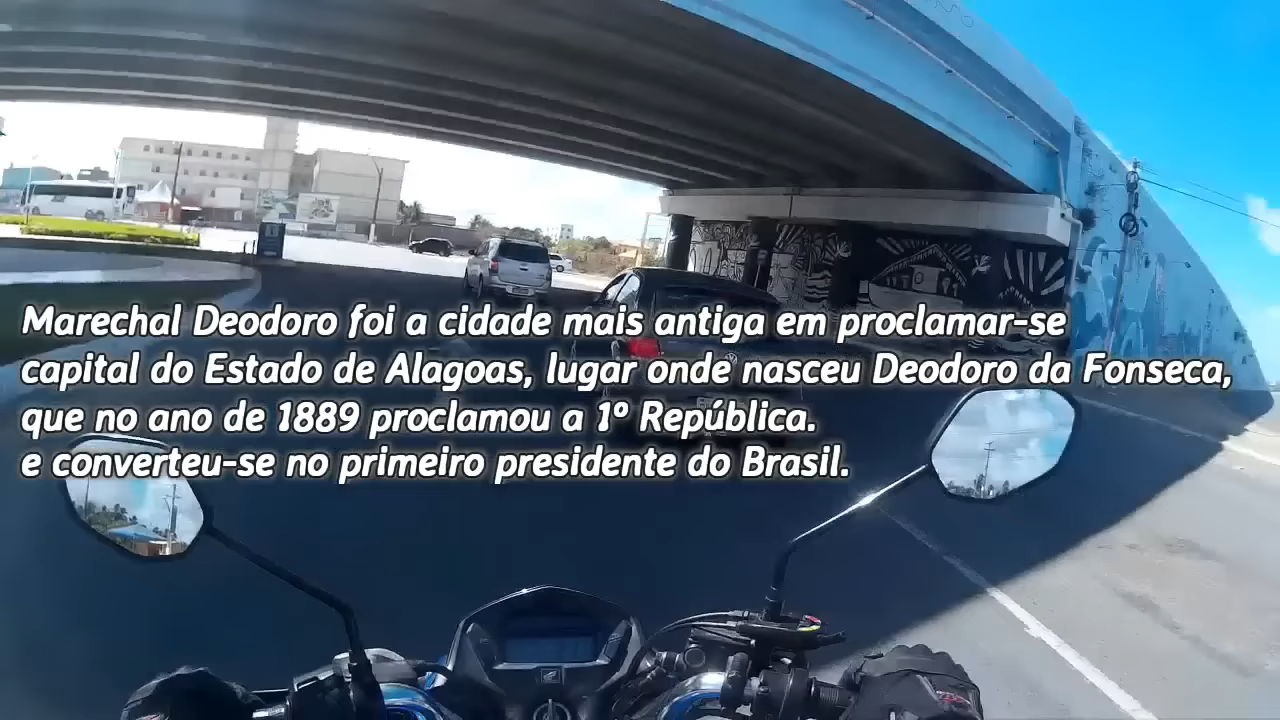 Marechal Deodoro foi a cidade mais antiga em proclamar-se
capital do Estado de Alagoas, lugar onde nasceu Deodoro da Fonseca,
que no ano de 1889 proclamou a 1º República.
e converteu-se no primeiro presidente do Brasil.